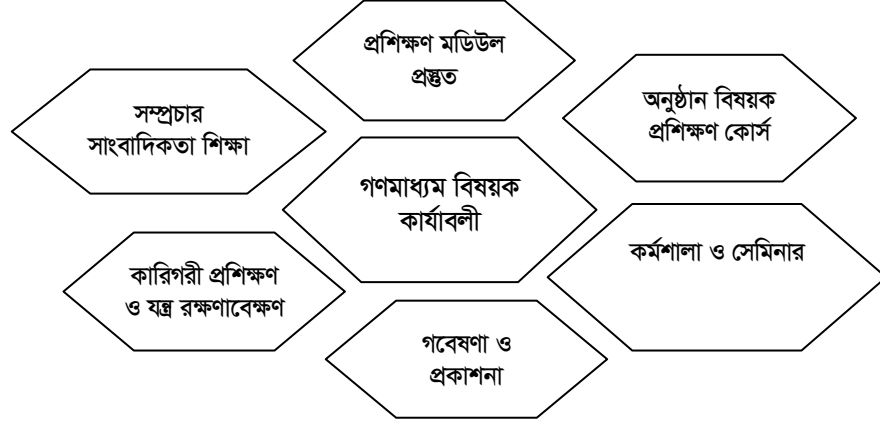 প্রশিক্ষণ মডিউল
প্রস্তুত
সম্প্রচার
সাংবাদিকতা শিক্ষা
অনুষ্ঠান বিষয়ক
প্রশিক্ষণ কোর্স
গণমাধ্যম বিষয়ক
কার্যাবলী
কর্মশালা ও সেমিনার
কারিগরী প্রশিক্ষণ
ও যন্ত্র রক্ষণাবেক্ষণ
গবেষণা ও
প্রকাশনা